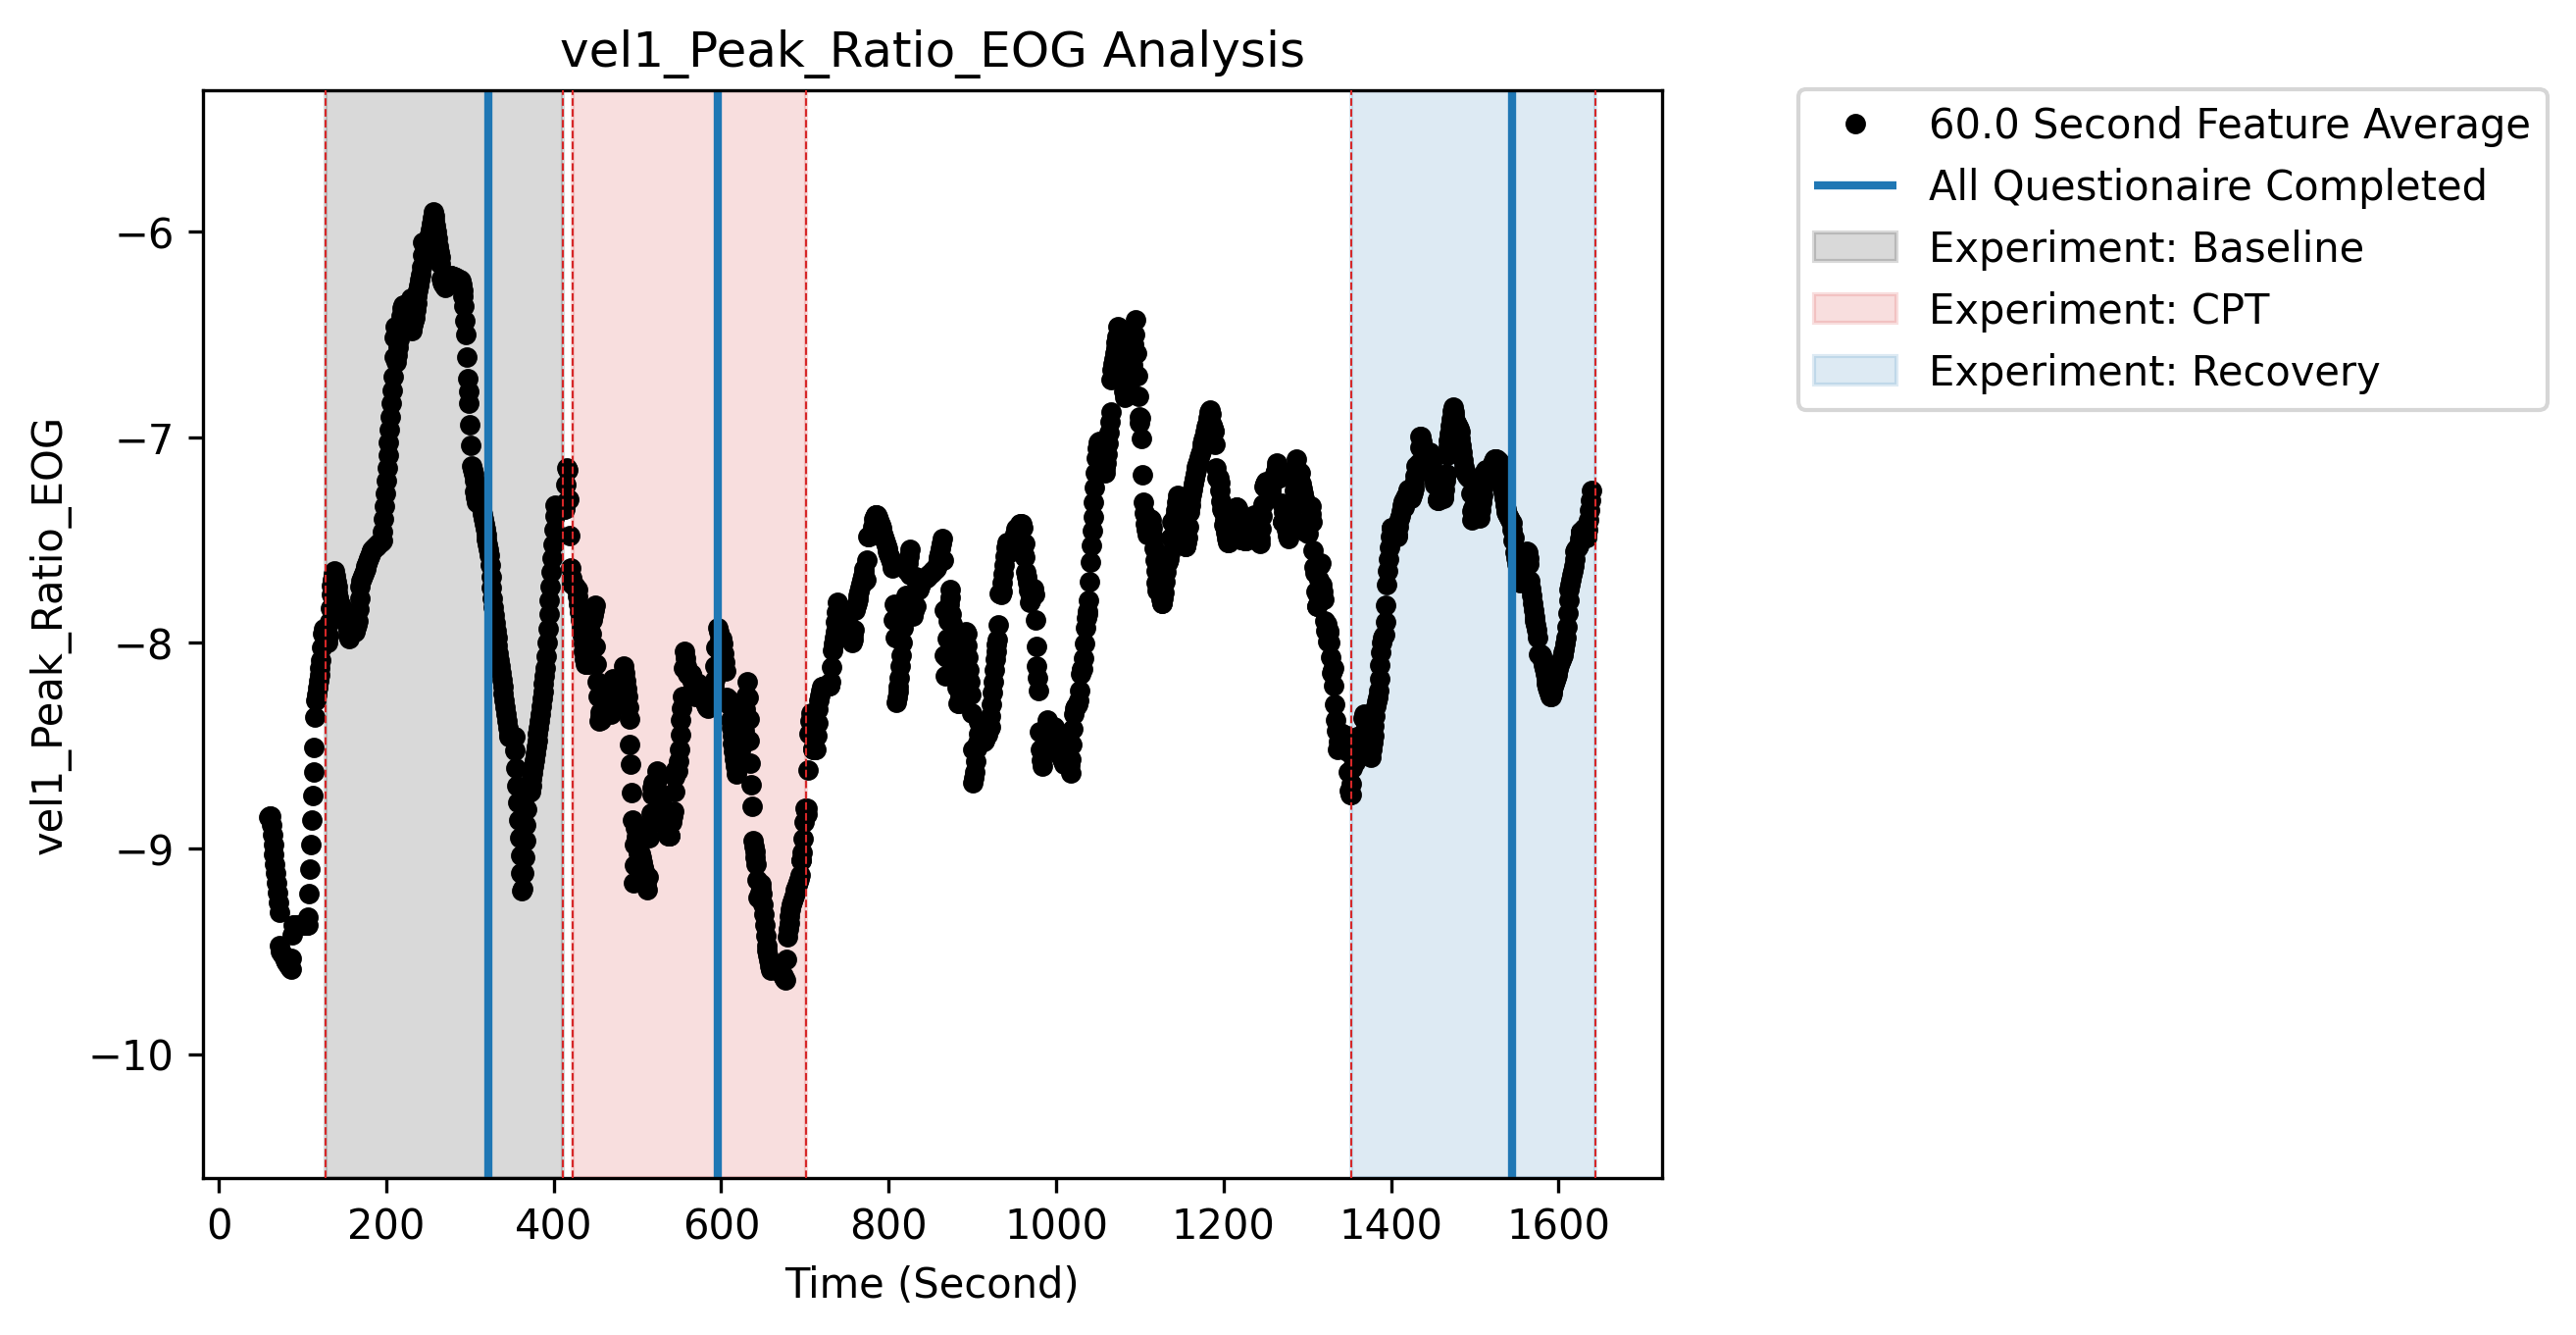 vel1_Peak_Ratio_EOG Analysis
60.0 Second Feature Average
All Questionaire Completed
Experiment: Baseline
Experiment: CPT
Experiment: Recovery
vel1_Peak_Ratio_EOG
−6
−7
−8
−9
−10
0 200 400 600 800 1000 1200 1400 1600
Time (Second)